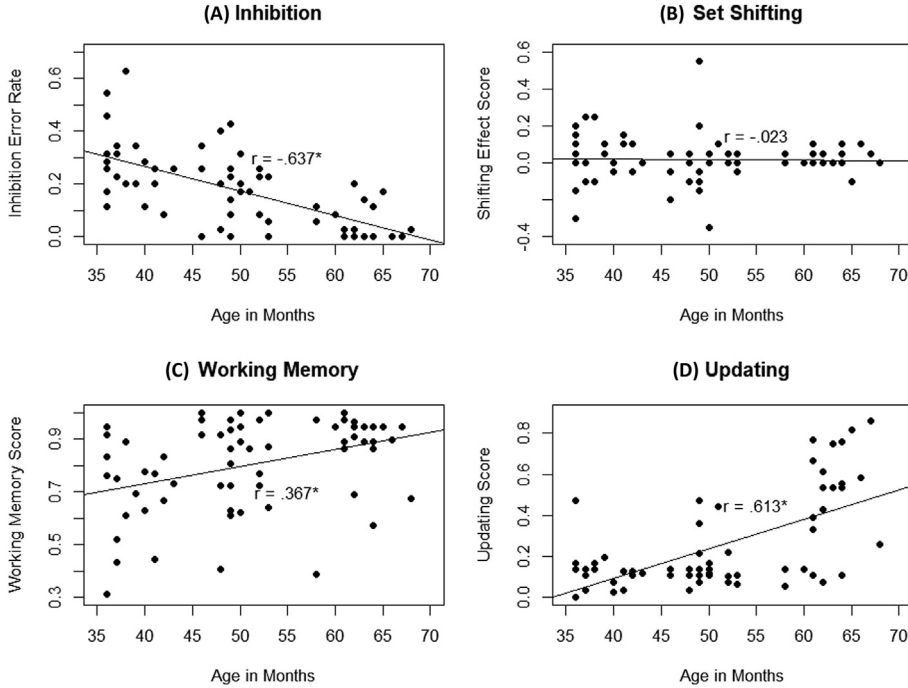 (A) Inhibition
Inhibition Error Rate
0.0 0.2 0.4 0.6
r = -.637*
35 40 45 50 55 60 65 70
Age in Months
(B) Set Shifting
Shifting Effect Score
-0.4 0.0 0.2 0.4 0.6
r = -.023
35 40 45 50 55 60 65 70
Age in Months
(C) Working Memory
Working Memory Score
0.3 0.5 0.7 0.9
r = .367*
35 40 45 50 55 60 65 70
Age in Months
(D) Updating
Updating Score
0.0 0.2 0.4 0.6 0.8
r = .613*
35 40 45 50 55 60 65 70
Age in Months